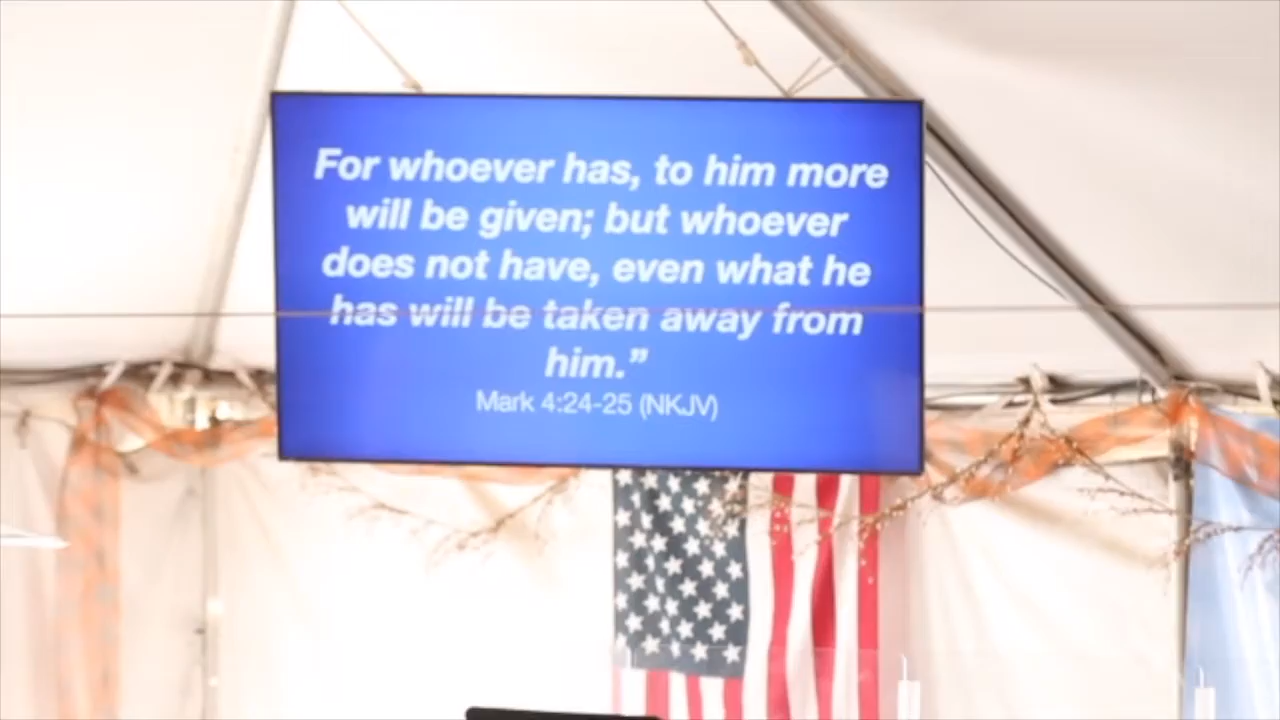 For whoever has, to him more
will be given; but whoever
does not have, even what he
has will be taken away from
him.”
Mark 4:24-25 (NKJV)